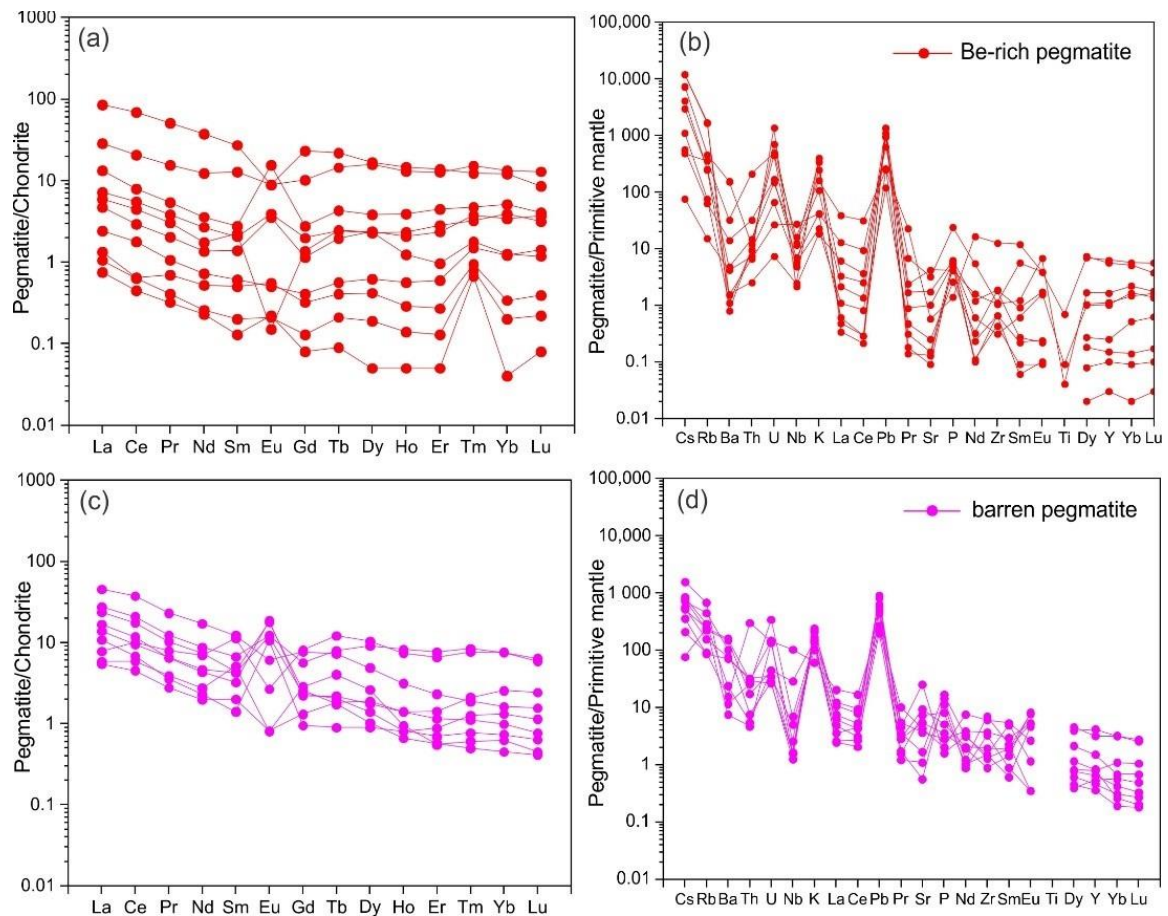 (a)
Pegmatite/Chondrite
1000
100
10
1
0.1
0.01
La Ce Pr Nd Sm Eu Gd Tb Dy Ho Er Tm Yb Lu
(b)
Be-rich pegmatite
Pegmatite/Primitive mantle
100,000
10,000
1 000
100
10
1
0.1
0.01
Cs Rb Ba Th U Nb K La Ce Pb Pr Sr P Nd Zr Sm Eu Ti Dy Y Yb Lu
(c)
Pegmatite/Chondrite
1000
100
10
1
0.1
0.01
La Ce Pr Nd Sm Eu Gd Tb Dy Ho Er Tm Yb Lu
(d)
barren pegmatite
Pegmatite/Primitive mantle
100,000
10,000
1 000
100
10
1
0.1
0.01
Cs Rb Ba Th U Nb K La Ce Pb Pr Sr P Nd Zr Sm Eu Ti Dy Y Yb Lu